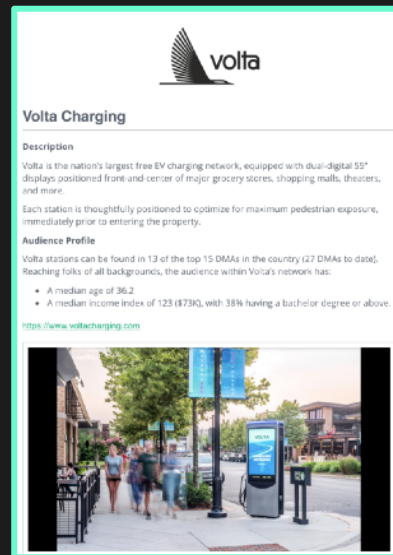 volta
Volta Charging
Description
Volta is the nation's largest free EV charging network, equipped with dual-digital 55"
displays positioned front-and-center of major grocery stores, shopping malls, theaters,
and more.
Each station is thoughtfully positioned to optimize for maximum pedestrian exposure,
immediately prior to entering the property.
Audience Profile
Volta stations can be found in 13 of the top 15 DMAs in the country (27 DMAs to date).
Reaching folks of all backgrounds, the audience within Volta's network has:
• A median age of 36.2
• A median income index of 123 ($73K), with 38% having a bachelor degree or above.
https://www.voltacharging.com
VOLTA